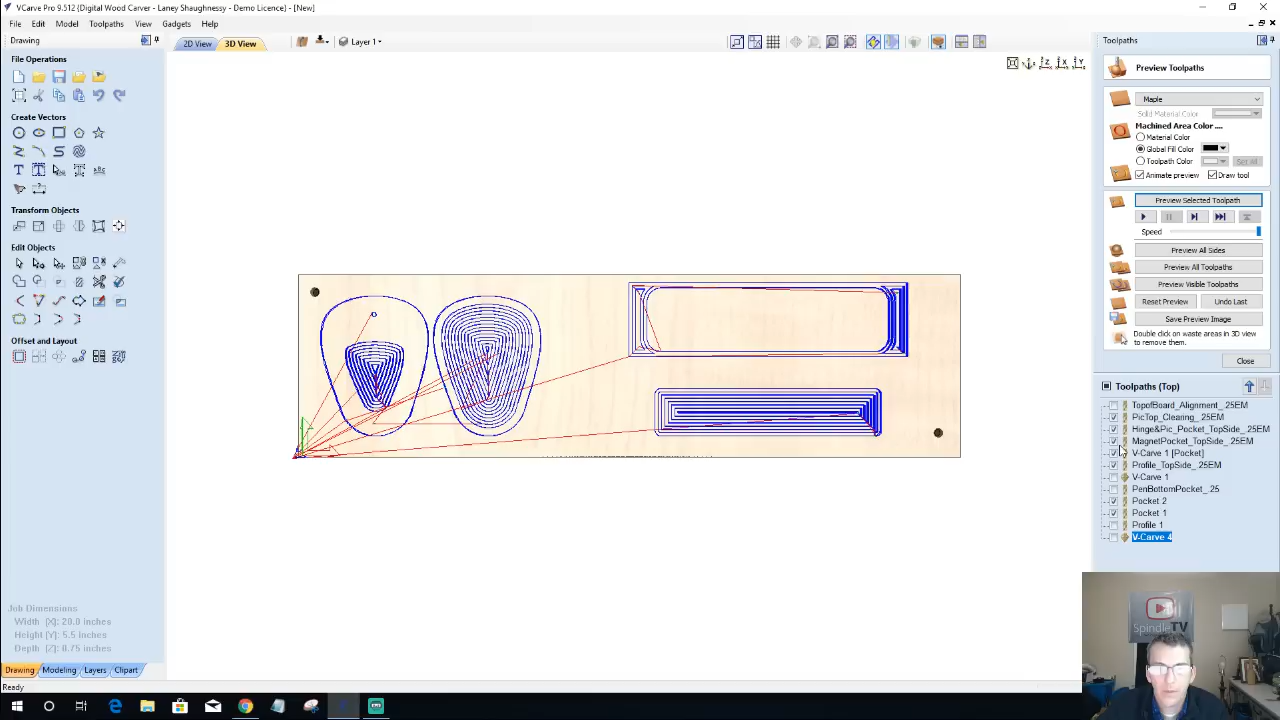 VCarve Pro 9.512 {Digital Wood Carver - Laney Shaughnessy - Demo Licence} - [New]
File Edit Model Toolpaths View Gadgets Help
Drawing
2D View 3D View
Layer 1
Toolpaths
File Operations
Create Vectors
Transform Objects
Edit Objects
Offset and Layout
Job Dimensions
Width (X): 20.0 inches
Height (Y): 5.5 inches
Depth (Z): 0.75 inches
Drawing Modeling Layers Clipart
Ready
Z X Y
Preview Toolpaths
Maple
Solid Material Color
Machined Area Color ....
Material Color
Global Fill Color
Toolpath Color
Set All
Animate preview Draw tool
Preview Selected Toolpath
Speed
Preview All Sides
Preview All Toolpaths
Preview Visible Toolpaths
Reset Preview Undo Last
Save Preview Image
Double click on waste areas in 3D view
to remove them.
Close
Toolpaths (Top)
TopofBoard_Alignment_.25EM
PicTop_Clearing_.25EM
Hinge&Pic_Pocket_TopSide_.25EM
MagnetPocket_TopSide_.25EM
V-Carve 1 [Pocket]
Profile_TopSide_.25EM
V-Carve 1
PenBottomPocket_.25
Pocket 2
Pocket 1
Profile 1
V-Carve 4
SpindleTV